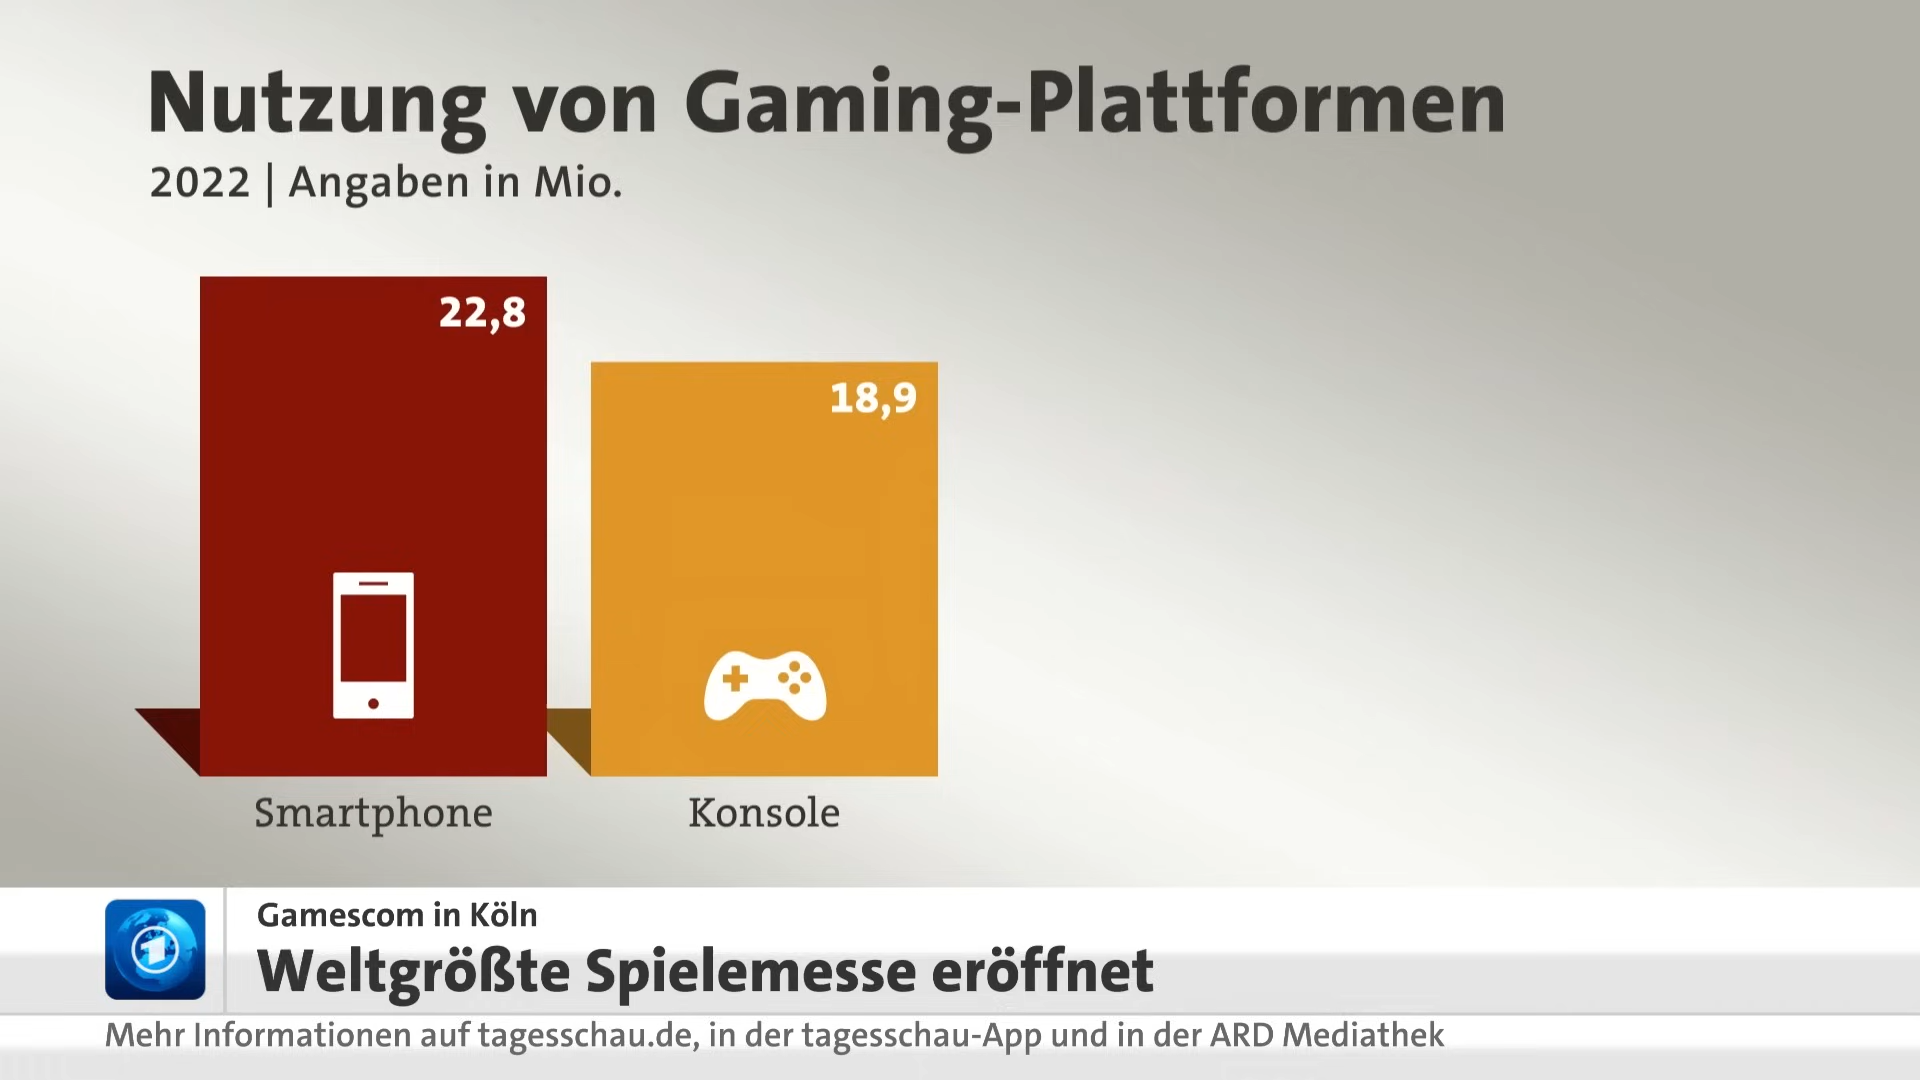 Nutzung von Gaming-Plattformen
2022 | Angaben in Mio.
22,8
18,9
Smartphone
Konsole
1
Gamescom in Köln
Weltgrößte Spielemesse eröffnet
Mehr Informationen auf tagesschau.de, in der tagesschau-App und in der ARD Mediathek